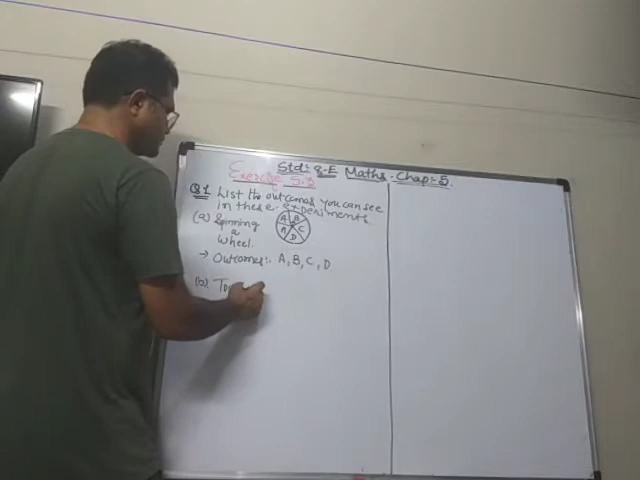 Std: 8-E Maths. Chap: 5.
Exercise 5.3
Q.1 List the outcomes you can see
in these experiments.
(a) Spinning
a
Wheel.
A B
A C
D
→ Outcomes:- A, B, C, D
(b)